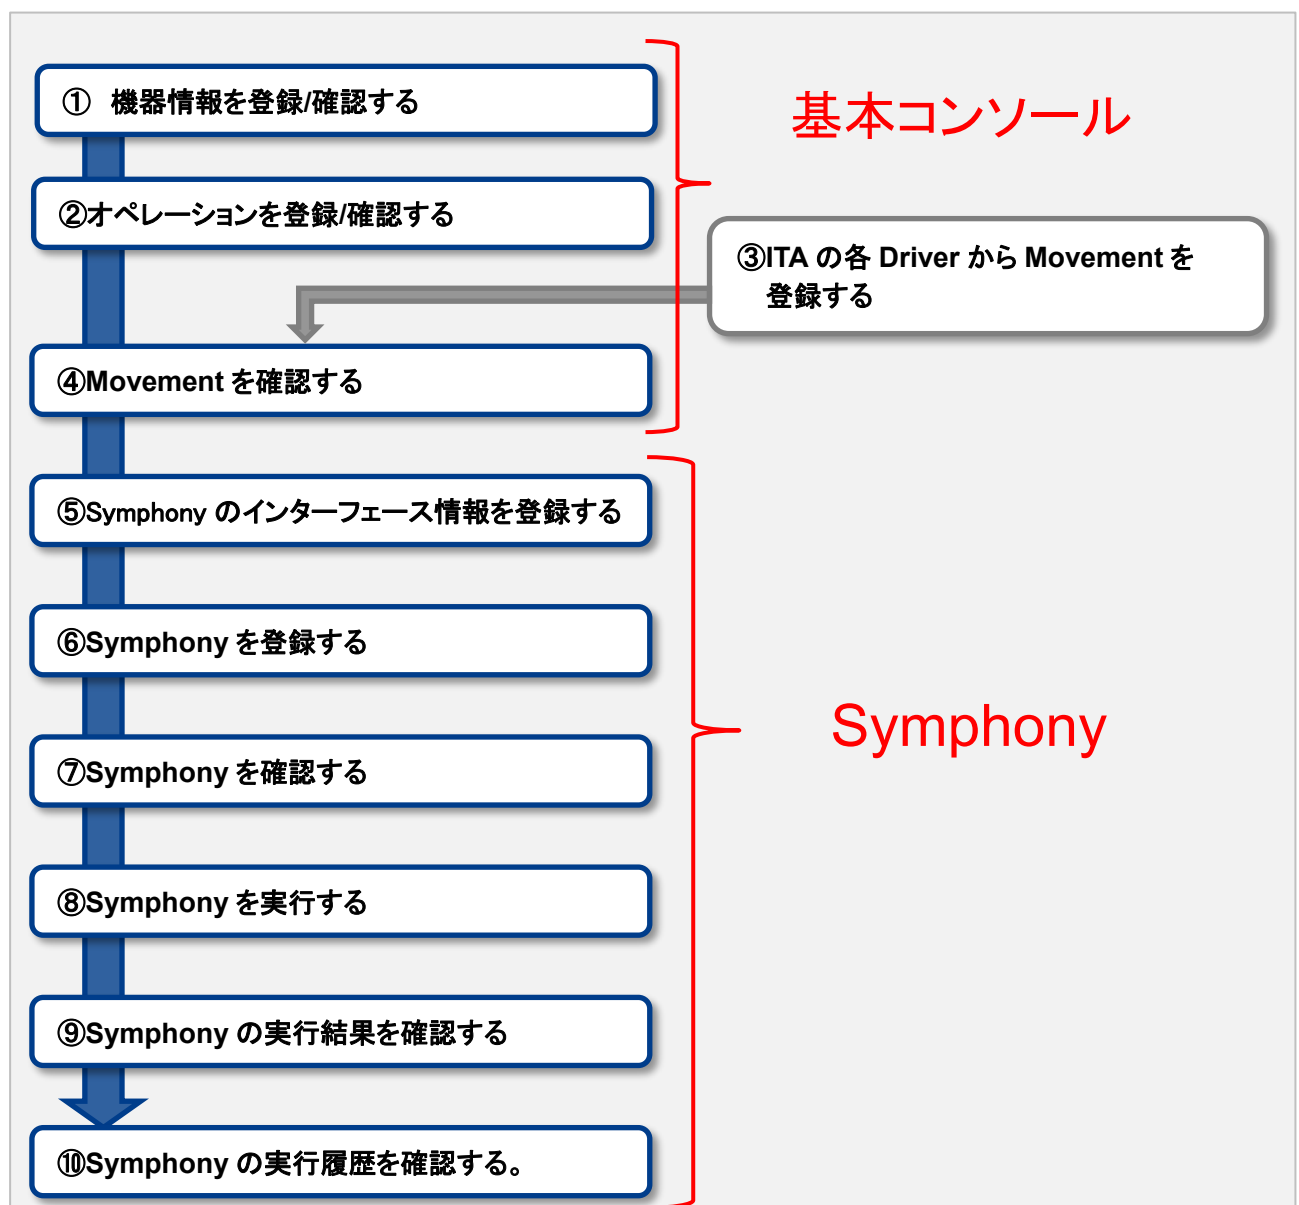 ① 機器情報を登録/確認する
基本コンソール
②オペレーションを登録/確認する
③ITA の各 Driver から Movement を
登録する
④Movement を確認する
⑤Symphony のインターフェース情報を登録する
⑥Symphony を登録する
Symphony
⑦Symphony を確認する
⑧Symphony を実行する
⑨Symphony の実行結果を確認する
⑩Symphony の実行履歴を確認する。